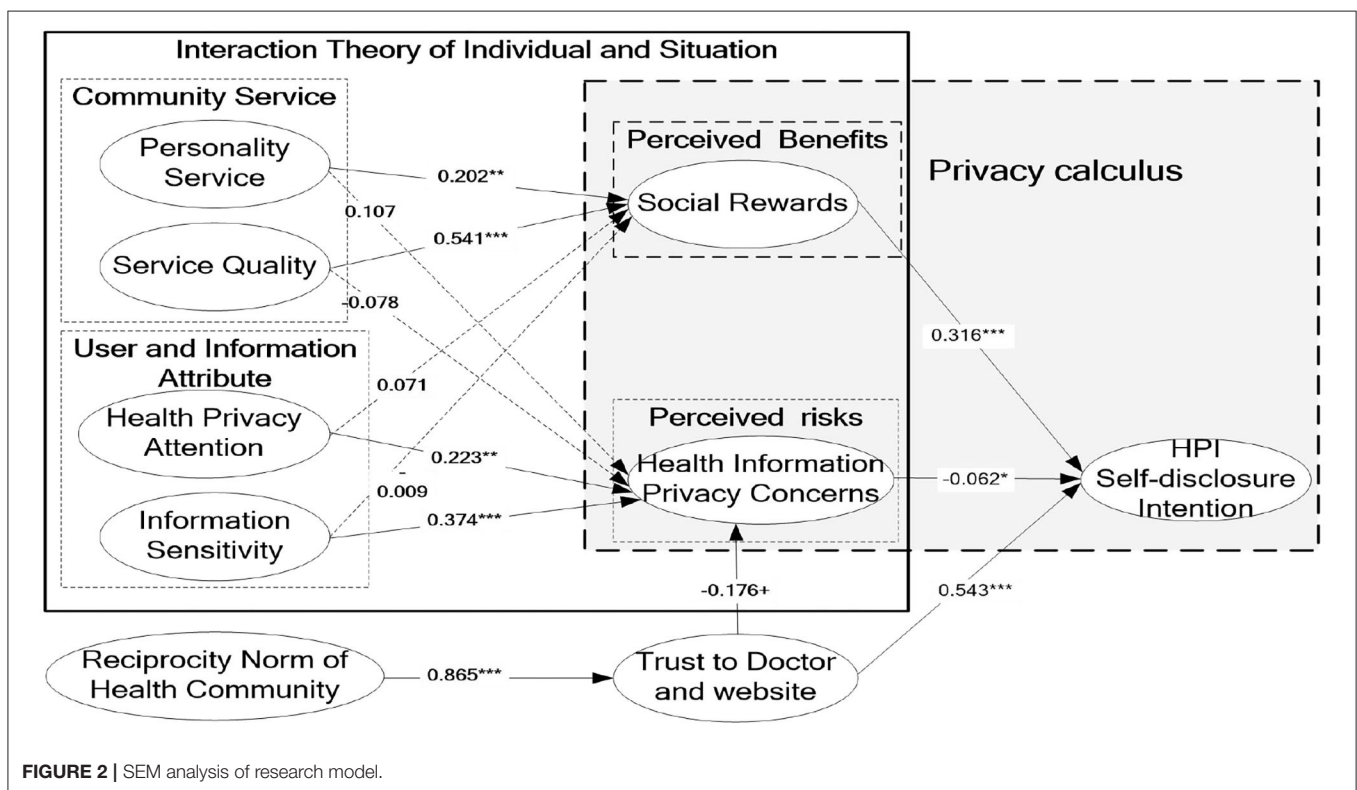 Interaction Theory of Individual and Situation
Community Service
Personality
Service
Service Quality
User and Information
Attribute
Health Privacy
Attention
Information
Sensitivity
0.202**
0.107
0.541***
-0.078
0.071
0.223**
-
0.009
0.374***
Perceived Benefits
Social Rewards
Perceived risks
Health Information
Privacy Concerns
Privacy calculus
0.316***
-0.062*
HPI
Self-disclosure
Intention
-0.176+
0.543***
Reciprocity Norm of
Health Community
0.865***
Trust to Doctor
and website
FIGURE 2 | SEM analysis of research model.